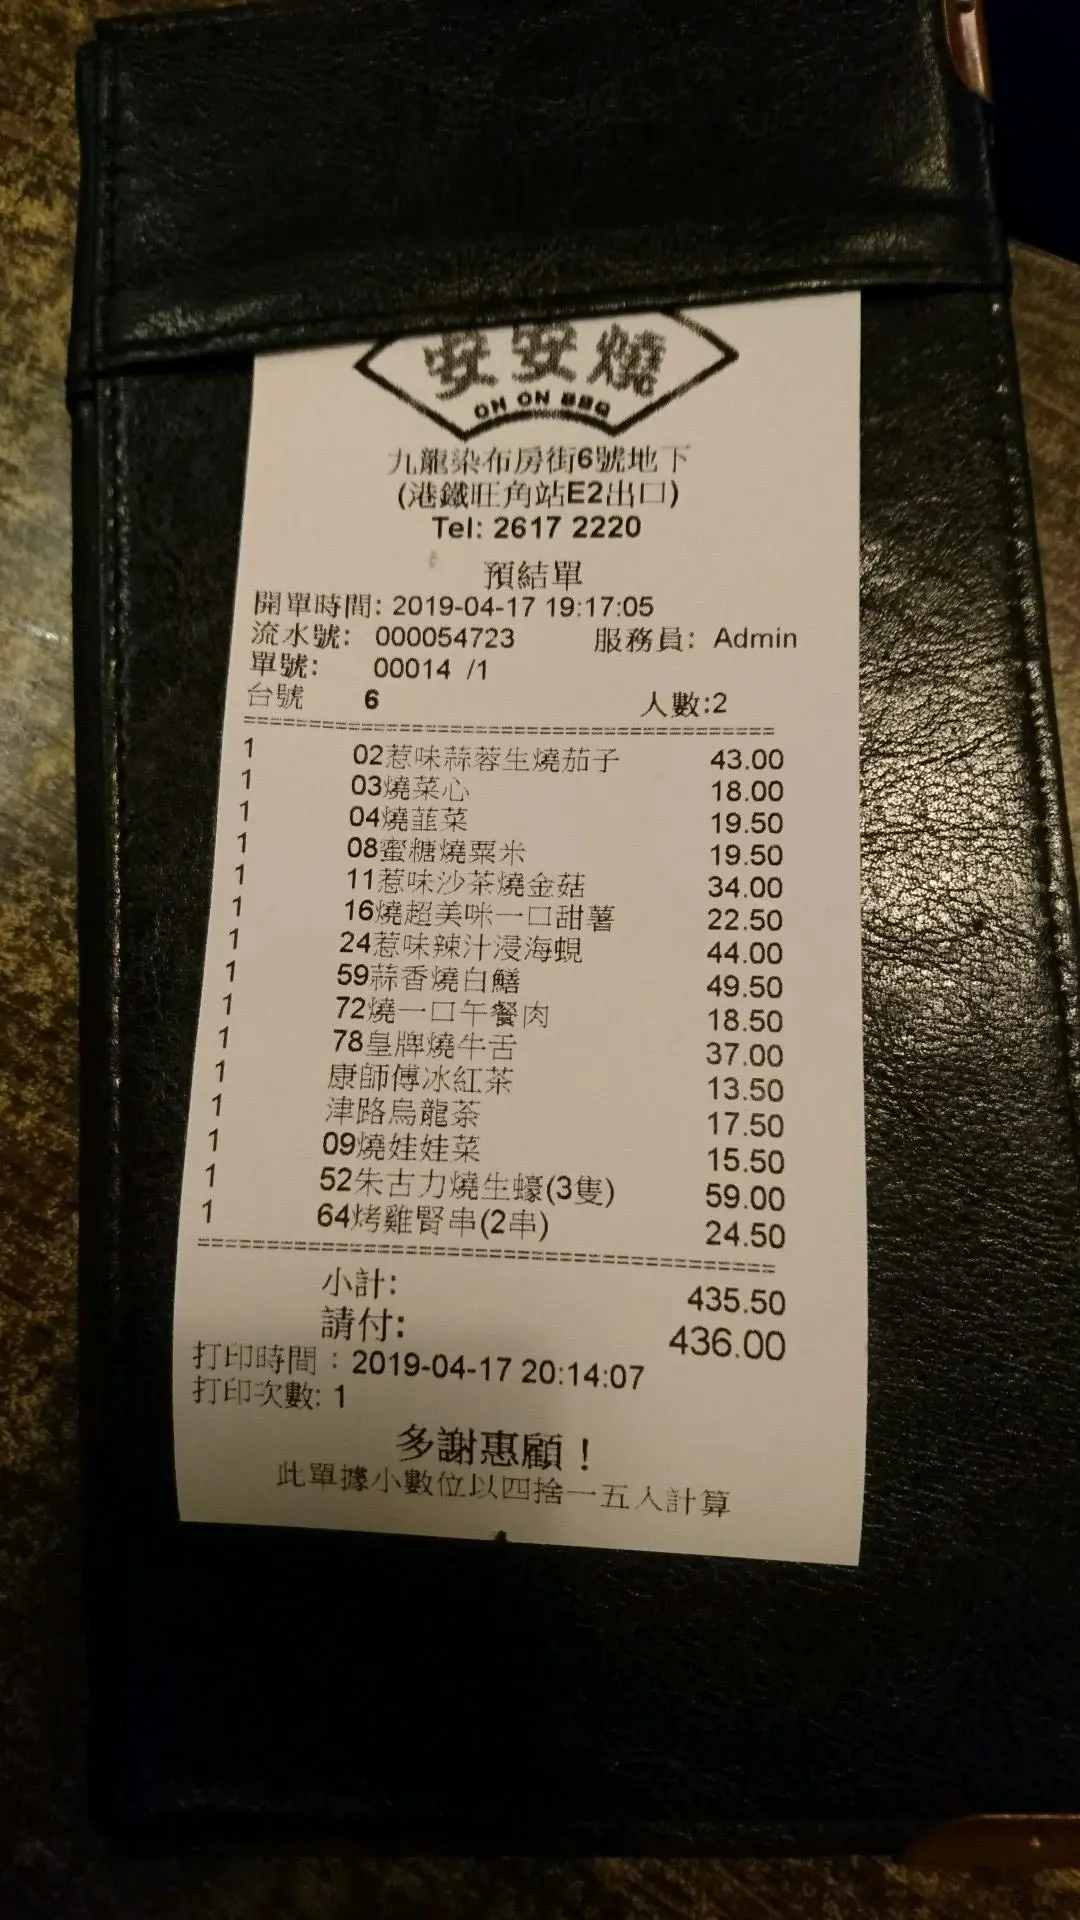 安安燒
ON ON BBQ
九龍染布房街6號地下
(港鐵旺角站E2出口)
Tel: 2617 2220
預結單
開單時間: 2019-04-17 19:17:05
流水號: 000054723 服務員: Admin
單號: 00014 /1
台號 6 人數:2
1 02惹味蒜蓉生燒茄子 43.00
1 03燒菜心 18.00
1 04燒韮菜 19.50
1 08蜜糖燒粟米 19.50
1 11惹味沙茶燒金菇 34.00
1 16燒超美咪一口甜薯 22.50
1 24惹味辣汁浸海蜆 44.00
1 59蒜香燒白鱔 49.50
1 72燒一口午餐肉 18.50
1 78皇牌燒牛舌 37.00
1 康師傅冰紅茶 13.50
1 津路烏龍茶 17.50
1 09燒娃娃菜 15.50
1 52朱古力燒生蠔(3隻) 59.00
1 64烤雞腎串(2串) 24.50
小計: 435.50
請付: 436.00
打印時間：2019-04-17 20:14:07
打印次數: 1
多謝惠顧！
此單據小數位以四捨一五人計算